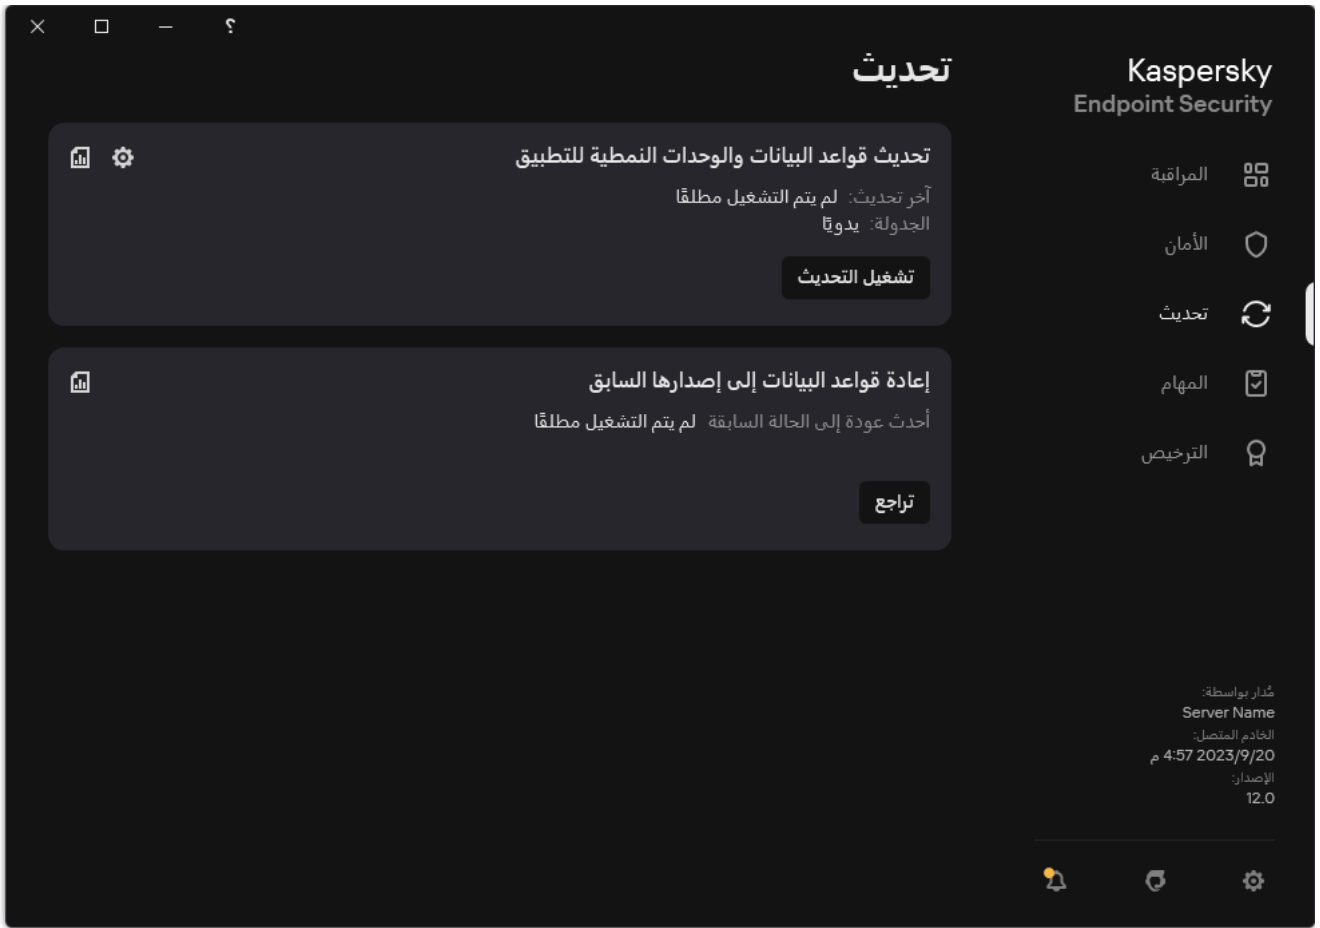 ؟
Kaspersky
Endpoint Security
المراقبة
الأمان
تحديث
المهام
الترخيص
مُدار بواسطة:
Server Name
الخادم المتصل:
2023/9/20 4:57 م
الإصدار:
12.0
تحديث
تحديث قواعد البيانات والوحدات النمطية للتطبيق
آخر تحديث: لم يتم التشغيل مطلقًا
الجدولة: يدويًا
تشغيل التحديث
إعادة قواعد البيانات إلى إصدارها السابق
أحدث عودة إلى الحالة السابقة لم يتم التشغيل مطلقًا
تراجع